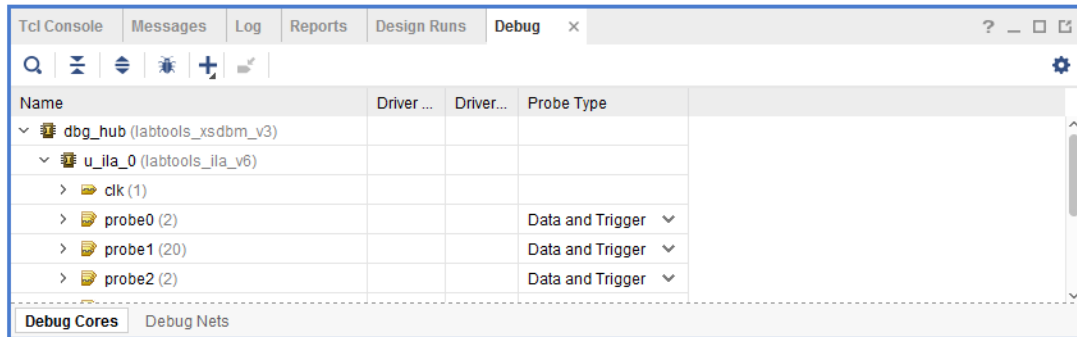 Tcl Console Messages Log Reports Design Runs Debug × ? _
Name Driver ... Driver... Probe Type
dbg_hub (labtools_xsdbm_v3)
u_ila_0 (labtools_ila_v6)
clk (1)
probe0 (2) Data and Trigger
probe1 (20) Data and Trigger
probe2 (2) Data and Trigger
Debug Cores Debug Nets